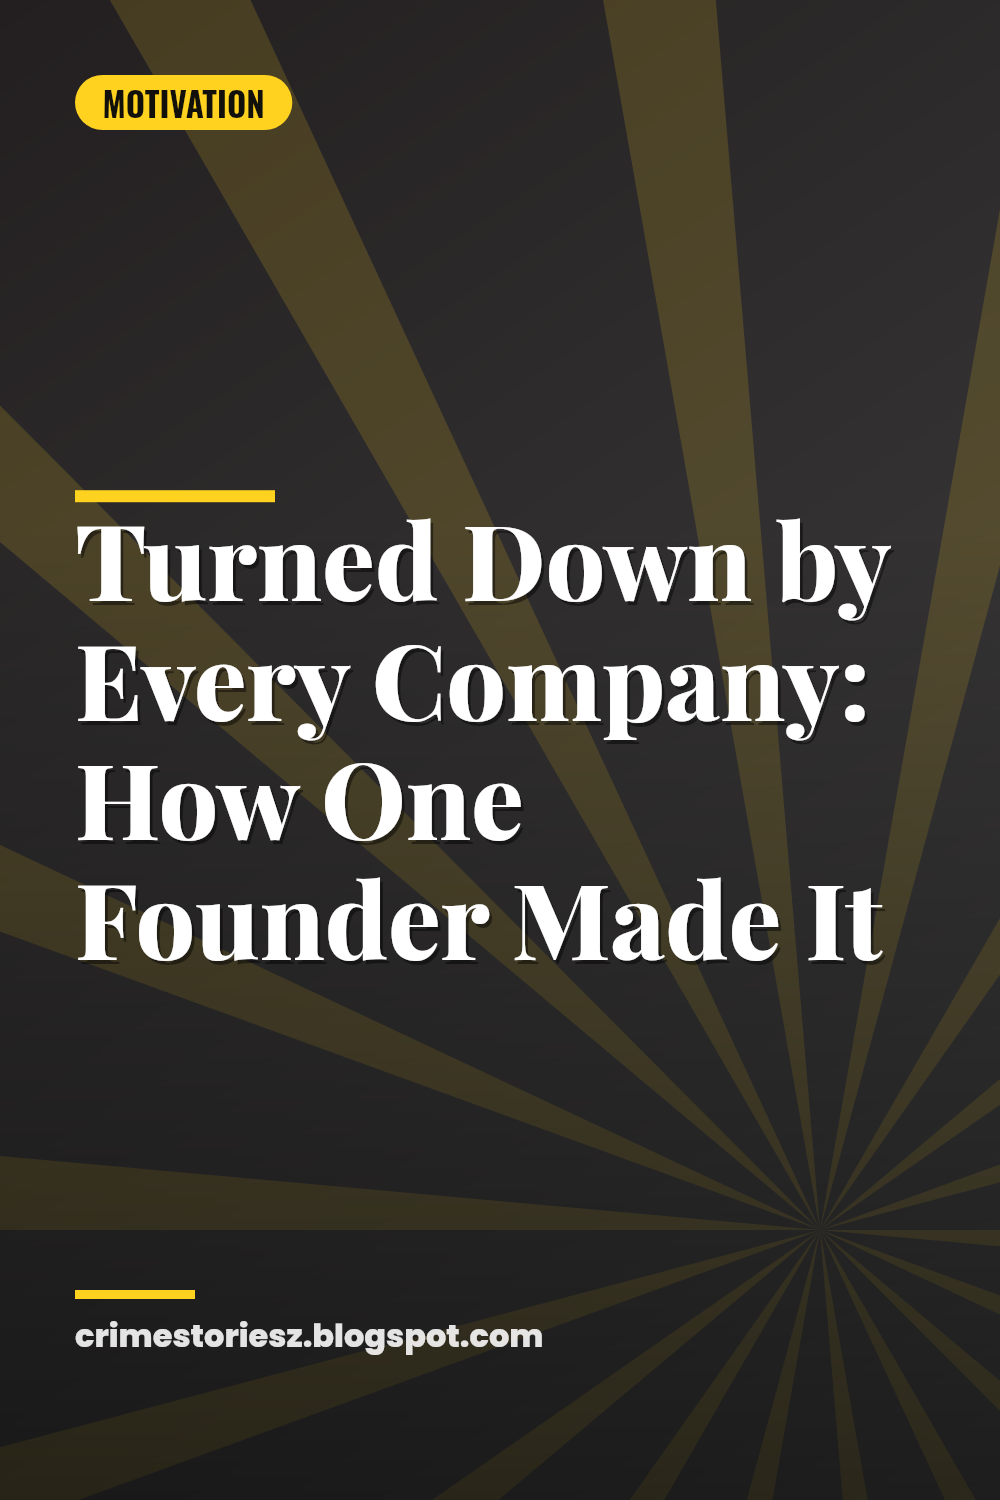 MOTIVATION
Turned Down by
Every Company:
How One
Founder Made It
crimestoriesz.blogspot.com